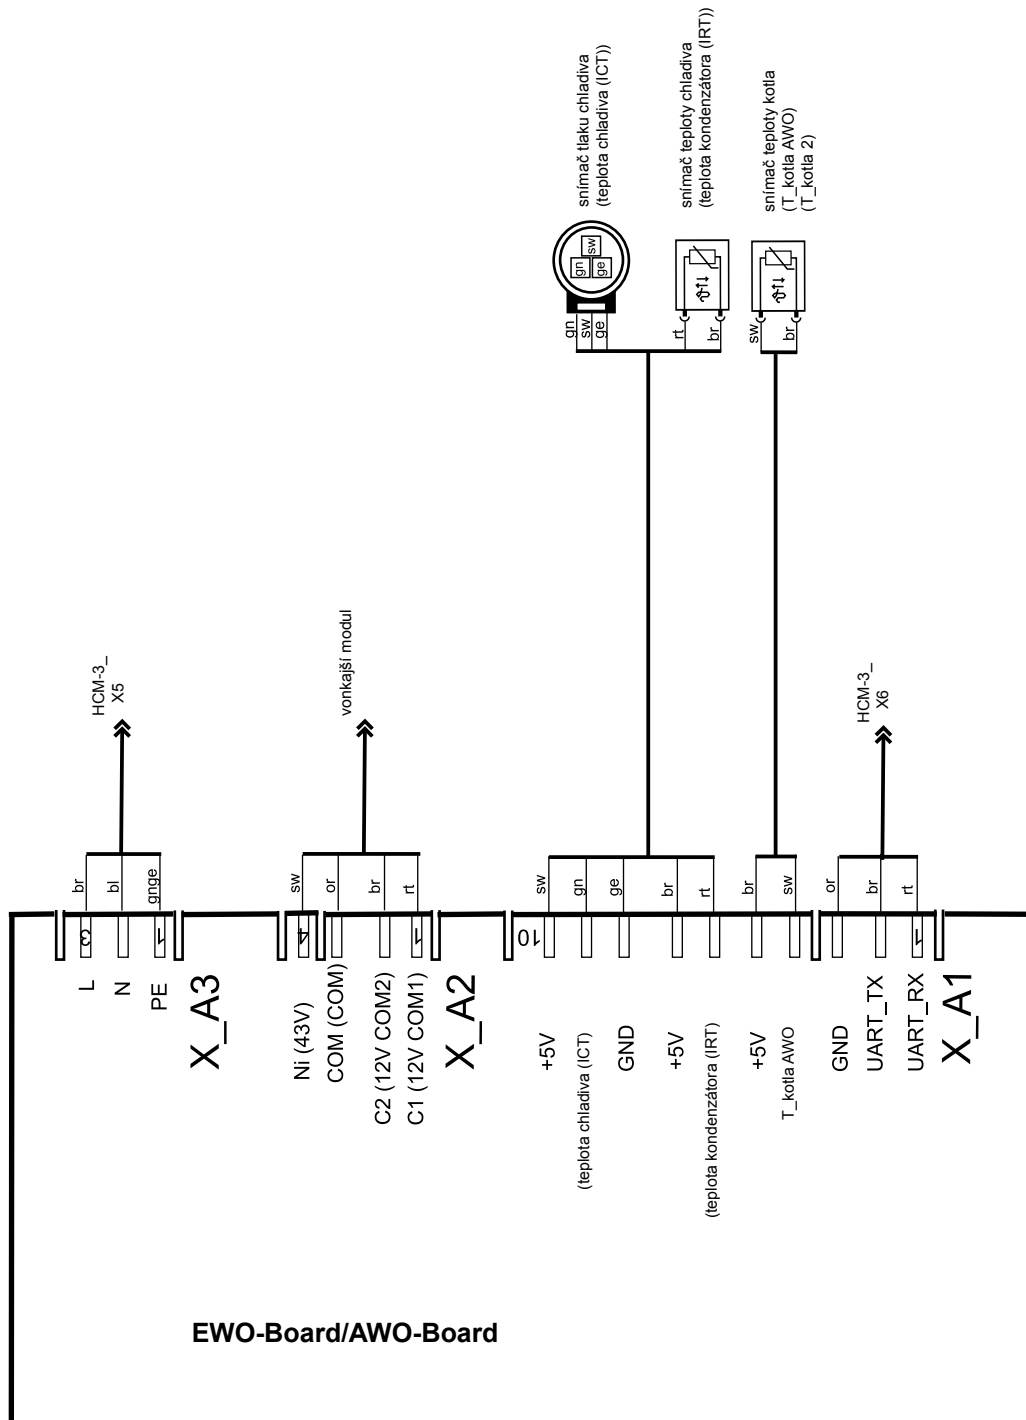 snímač tlaku chladiva
(teplota chladiva (ICT))
snímač teploty chladiva
(teplota kondenzátora (IRT))
snímač teploty kotla
(T_kotla AWO)
(T_kotla 2)
gn
sw
ge
gn
sw
ge
rt
br
sw
br
HCM-3_
X5
vonkajší modul
HCM-3_
X6
br
bl
gnge
sw
or
br
rt
sw
gn
ge
br
rt
br
sw
or
br
rt
3
1
4
1
10
1
L
N
PE
X_A3
Ni (43V)
COM (COM)
C2 (12V COM2)
C1 (12V COM1)
X_A2
+5V
(teplota chladiva (ICT)
GND
+5V
(teplota kondenzátora (IRT)
+5V
T_kotla AWO
GND
UART_TX
UART_RX
X_A1
EWO-Board/AWO-Board